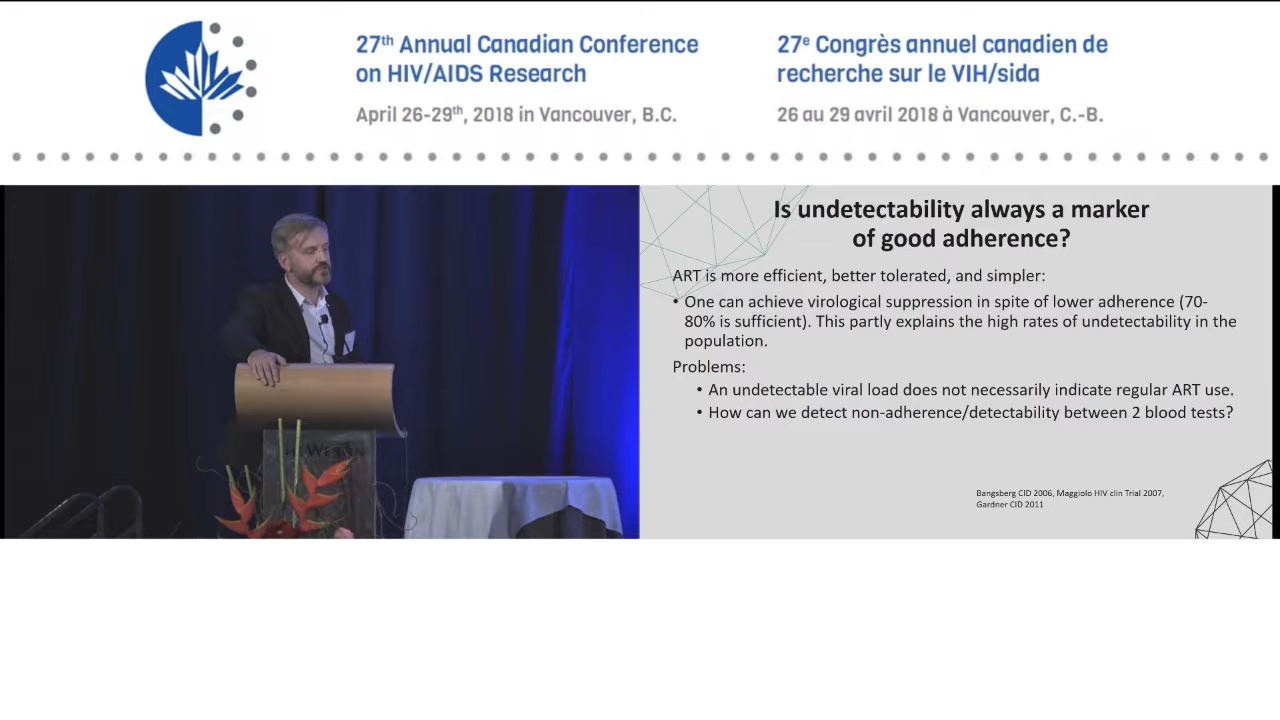 27th Annual Canadian Conference
on HIV/AIDS Research
April 26-29th, 2018 in Vancouver, B.C.
27e Congrès annuel canadien de
recherche sur le VIH/sida
26 au 29 avril 2018 à Vancouver, C.-B.
Is undetectability always a marker
of good adherence?
ART is more efficient, better tolerated, and simpler:
• One can achieve virological suppression in spite of lower adherence (70-
80% is sufficient). This partly explains the high rates of undetectability in the
population.
Problems:
• An undetectable viral load does not necessarily indicate regular ART use.
• How can we detect non-adherence/detectability between 2 blood tests?
Bangsberg CID 2006, Maggiolo HIV clin Trial 2007,
Gardner CID 2011
WESTIN